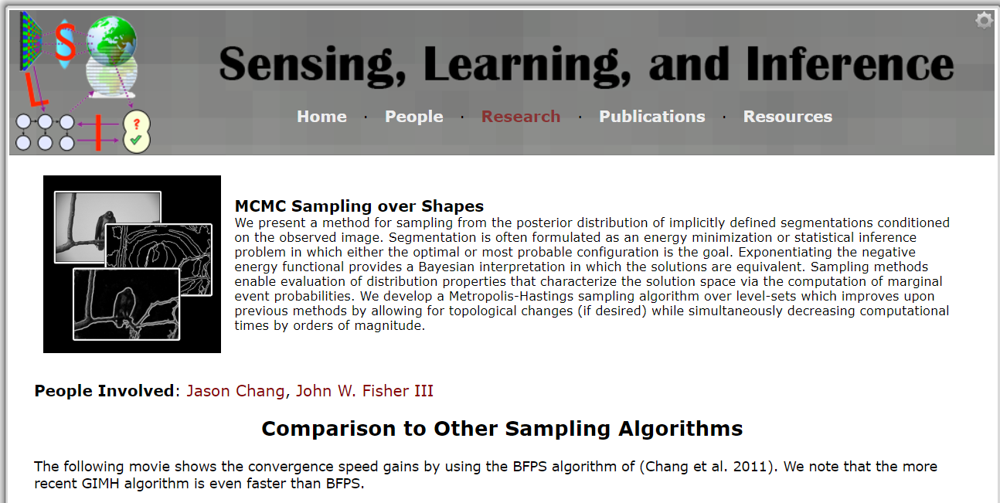 S
L
I
?
Sensing, Learning, and Inference
Home · People · Research · Publications · Resources
MCMC Sampling over Shapes
We present a method for sampling from the posterior distribution of implicitly defined segmentations conditioned
on the observed image. Segmentation is often formulated as an energy minimization or statistical inference
problem in which either the optimal or most probable configuration is the goal. Exponentiating the negative
energy functional provides a Bayesian interpretation in which the solutions are equivalent. Sampling methods
enable evaluation of distribution properties that characterize the solution space via the computation of marginal
event probabilities. We develop a Metropolis-Hastings sampling algorithm over level-sets which improves upon
previous methods by allowing for topological changes (if desired) while simultaneously decreasing computational
times by orders of magnitude.
People Involved: Jason Chang, John W. Fisher III
Comparison to Other Sampling Algorithms
The following movie shows the convergence speed gains by using the BFPS algorithm of (Chang et al. 2011). We note that the more
recent GIMH algorithm is even faster than BFPS.